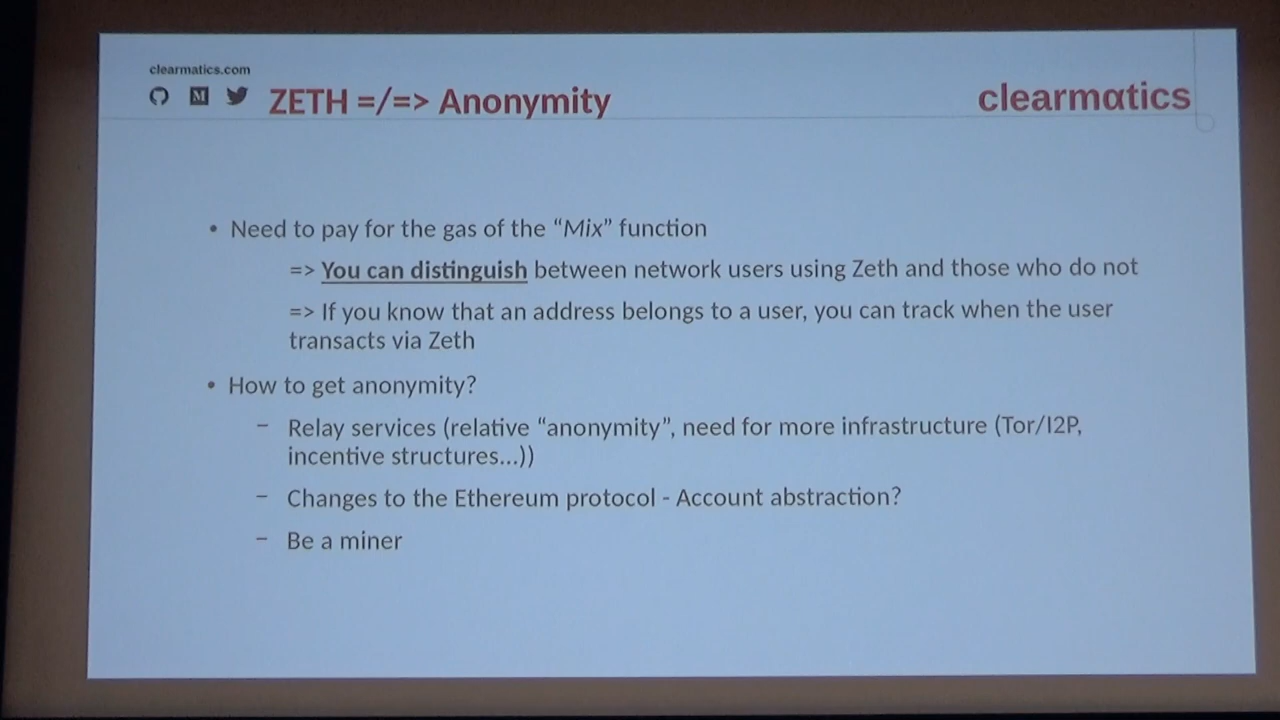 clearmatics.com
ZETH =/=> Anonymity
clearmαtics
• Need to pay for the gas of the “Mix” function
=> You can distinguish between network users using Zeth and those who do not
=> If you know that an address belongs to a user, you can track when the user
transacts via Zeth
• How to get anonymity?
– Relay services (relative “anonymity”, need for more infrastructure (Tor/I2P,
incentive structures...))
– Changes to the Ethereum protocol - Account abstraction?
– Be a miner